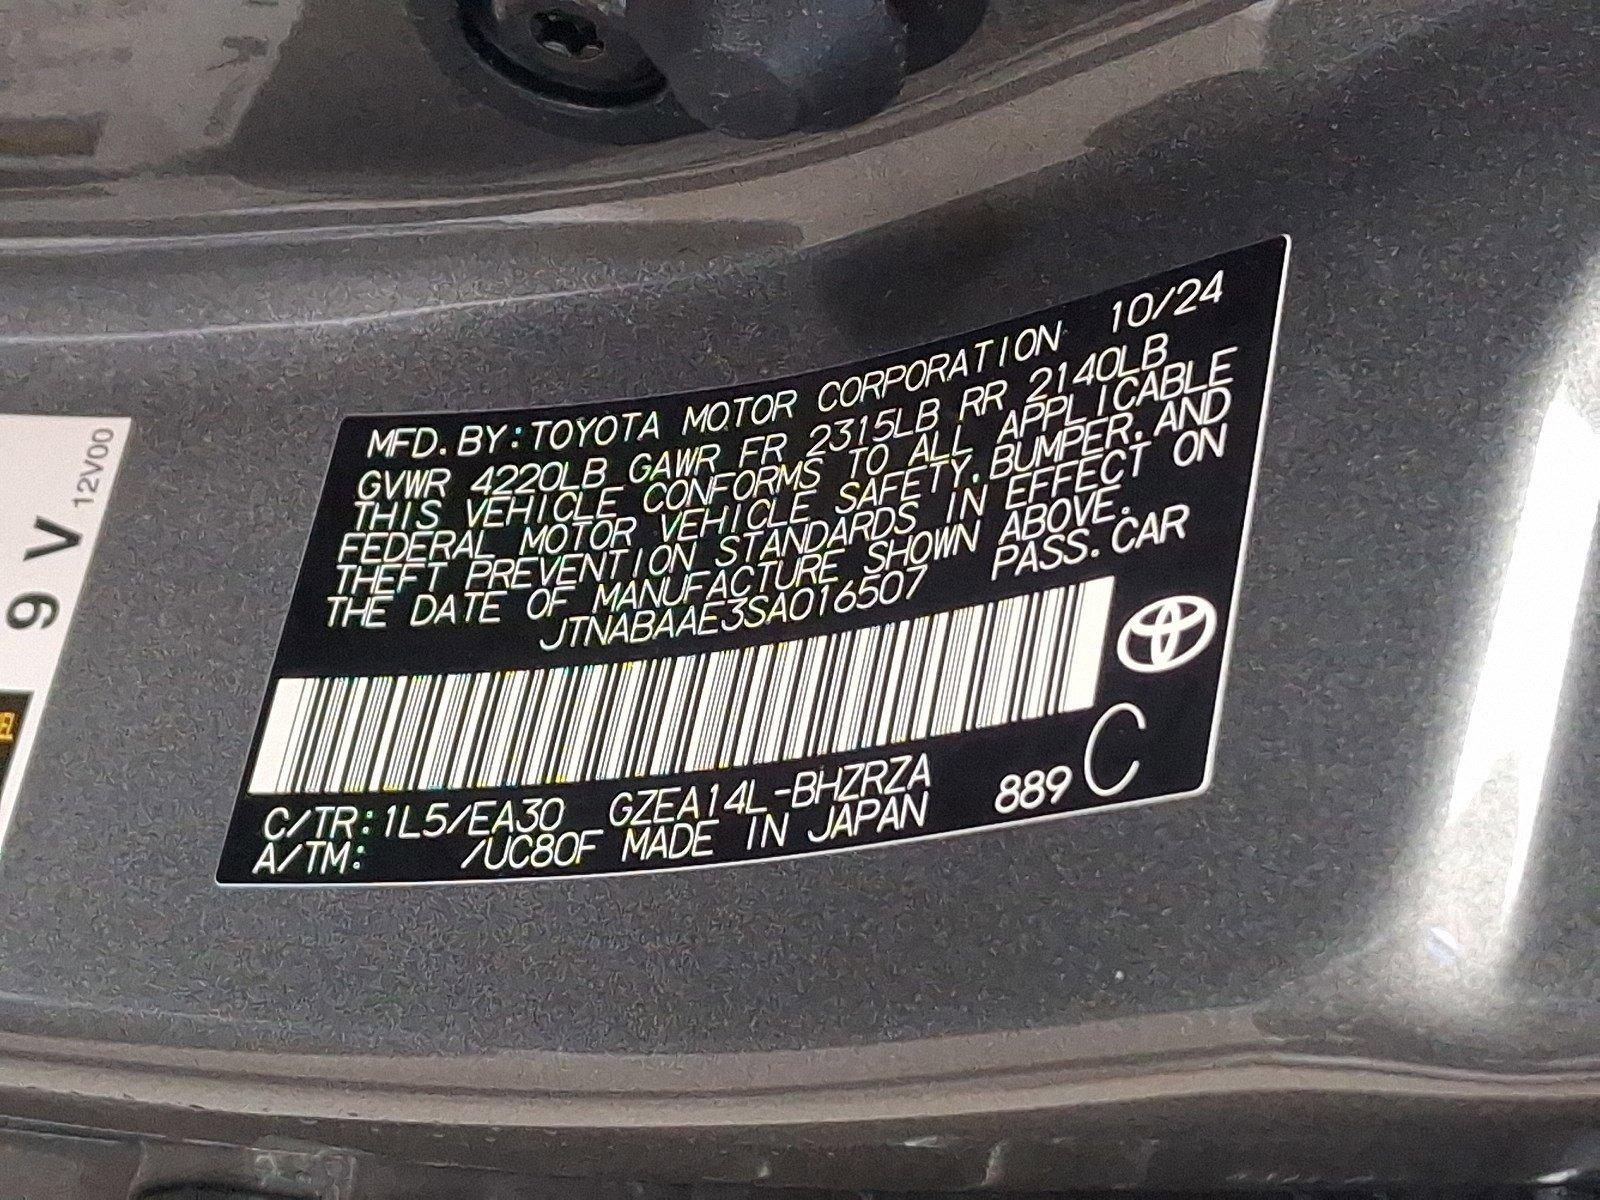 MFD. BY: TOYOTA MOTOR CORPORATION 10/24
GVWR 4220LB GAWR FR 2315LB RR 2140LB
THIS VEHICLE CONFORMS TO ALL APPLICABLE
FEDERAL MOTOR VEHICLE SAFETY, BUMPER, AND
THEFT PREVENTION STANDARDS IN EFFECT ON
THE DATE OF MANUFACTURE SHOWN ABOVE.
JTNABAAE3SA016507 PASS. CAR
C/TR: 1L5/EA30 GZEA14L-BHZRZA
A/TM: /UC80F MADE IN JAPAN
889 C
9 V 12V00